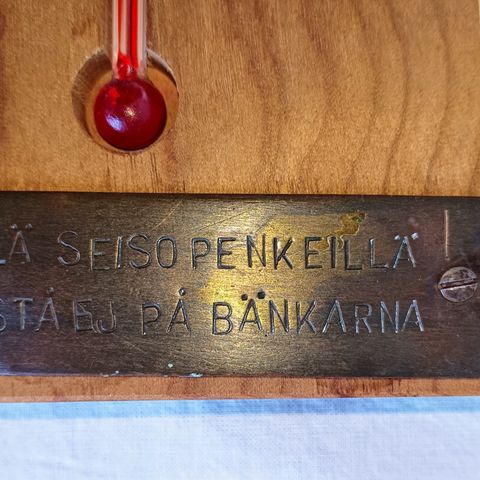 LÄ SEISO PENKEILLÄ
STÅ EJ PÅ BÄNKARNA